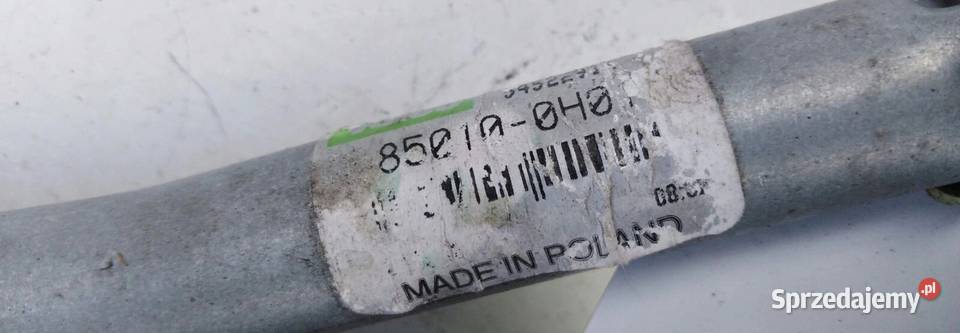 85010-0H0
MADE IN POLAND
Sprzedajemy.pl